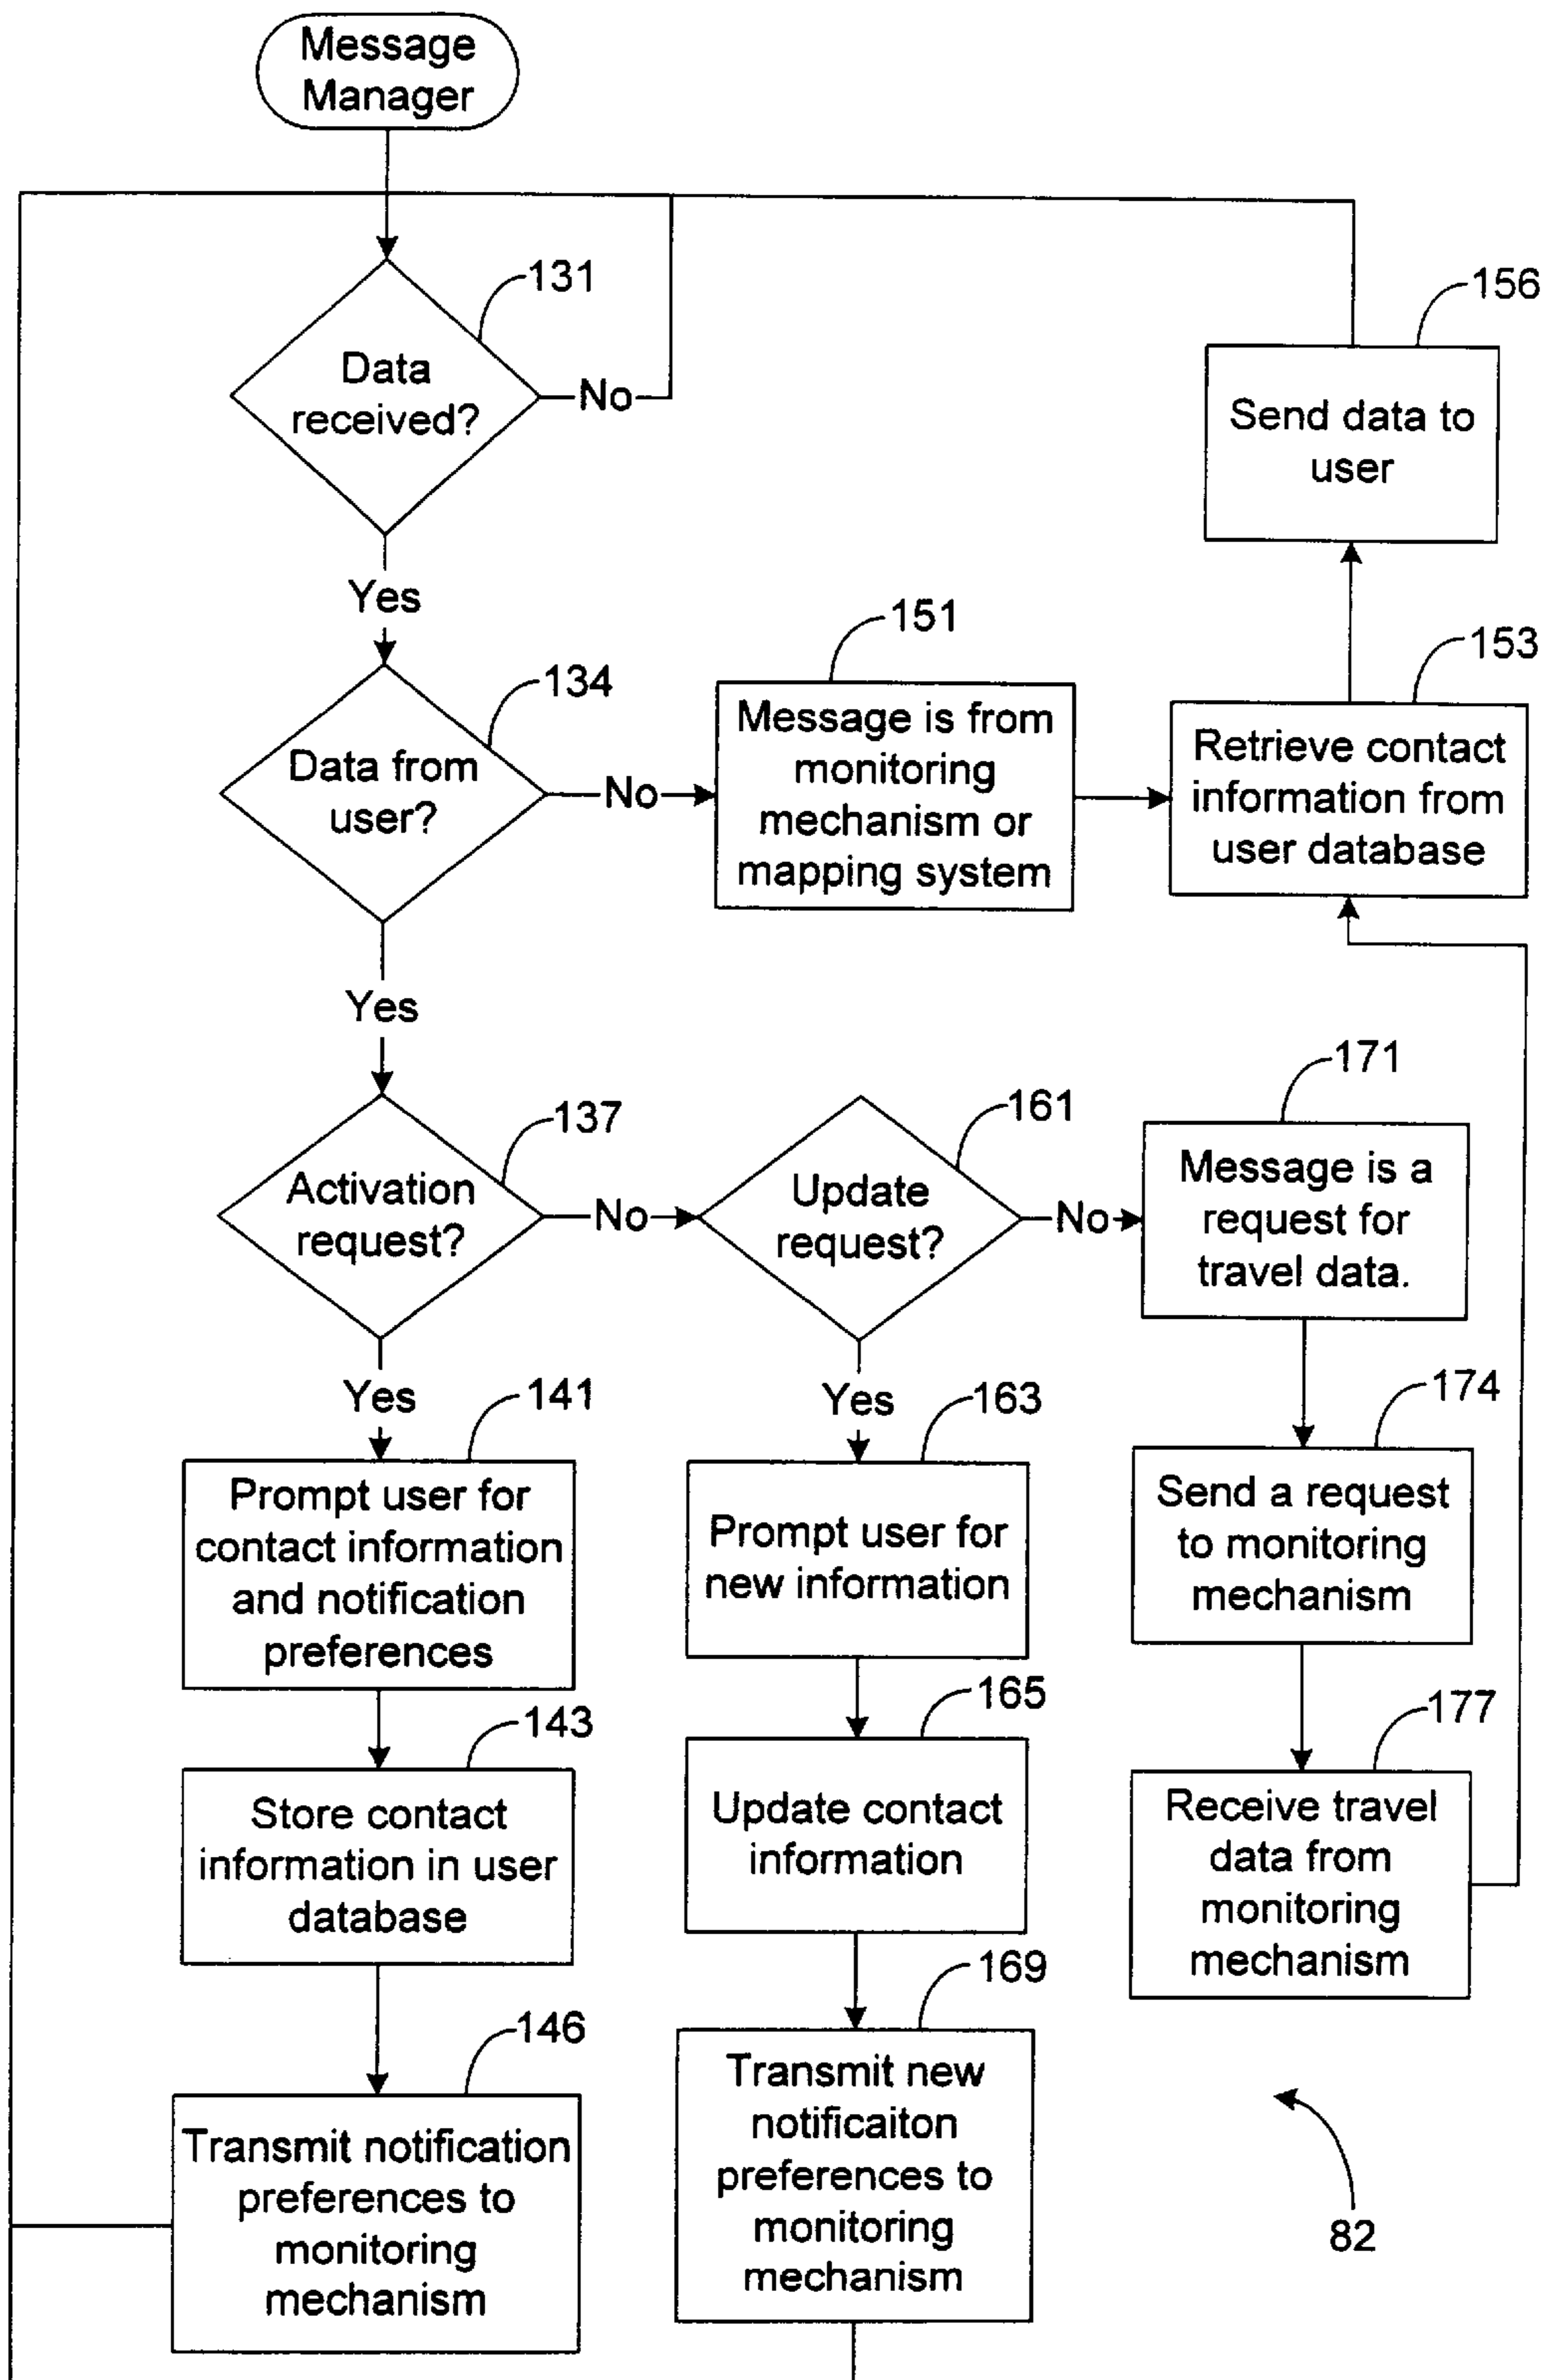 Message
Manager
131
Data
received?
No
156
Send data to
user
Yes
134
Data from
user?
No
151
Message is from
monitoring
mechanism or
mapping system
153
Retrieve contact
information from
user database
Yes
137
Activation
request?
No
161
Update
request?
No
171
Message is a
request for
travel data.
Yes
141
Prompt user for
contact information
and notification
preferences
Yes
163
Prompt user for
new information
174
Send a request
to monitoring
mechanism
143
Store contact
information in user
database
165
Update contact
information
177
Receive travel
data from
monitoring
mechanism
146
Transmit notification
preferences to
monitoring
mechanism
169
Transmit new
notificaiton
preferences to
monitoring
mechanism
82